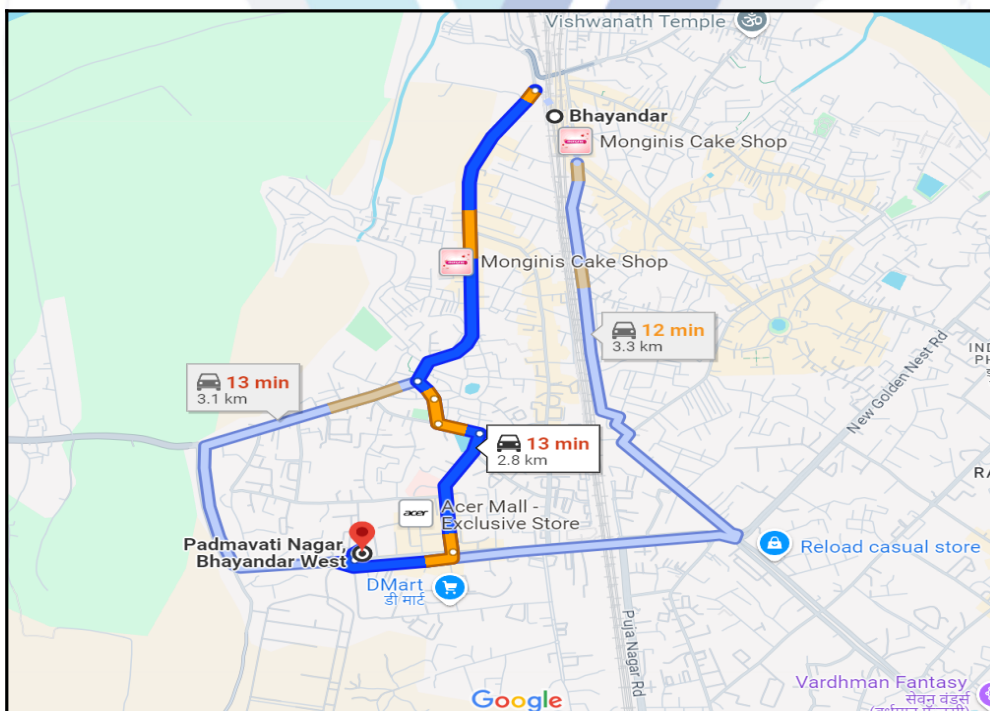 Vishwanath Temple
Bhayandar
Monginis Cake Shop
Monginis Cake Shop
12 min
3.3 km
13 min
3.1 km
New Golden Nest Rd
13 min
2.8 km
acer
Acer Mall -
Exclusive Store
Padmavati Nagar,
Bhayandar West
Reload casual store
DMart
डी मार्ट
Puja Nagar Rd
Vardhman Fantasy
सेवन वंडर्स
Google